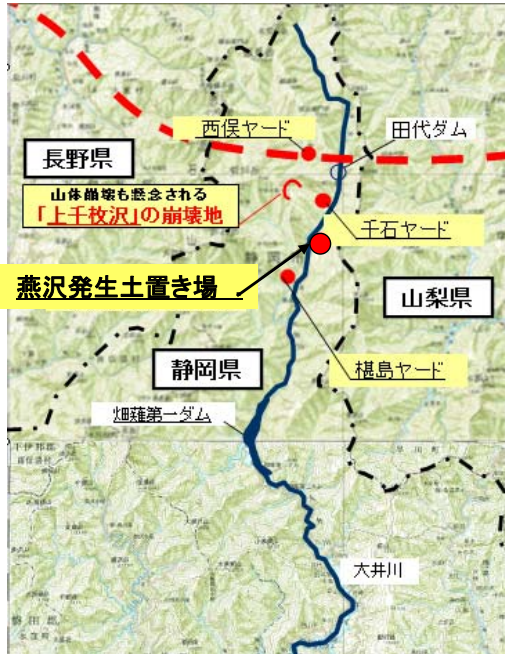 西俣ヤード
田代ダム
長野県
山体崩壊も懸念される
「上千枚沢」の崩壊地
千石ヤード
燕沢発生土置き場
山梨県
椹島ヤード
静岡県
畑薙第一ダム
大井川